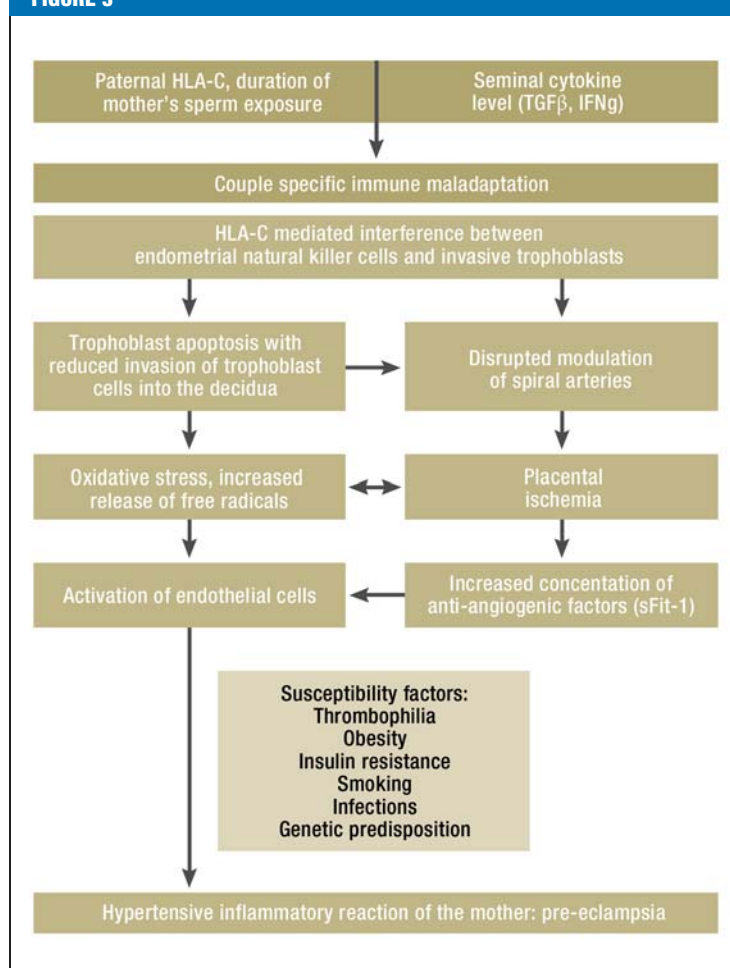 Paternal HLA-C, duration of
mother's sperm exposure
Seminal cytokine
level (TGFβ, IFNg)
Couple specific immune maladaptation
HLA-C mediated interference between
endometrial natural killer cells and invasive trophoblasts
Trophoblast apoptosis with
reduced invasion of trophoblast
cells into the decidua
Disrupted modulation
of spiral arteries
Oxidative stress, increased
release of free radicals
Placental
ischemia
Activation of endothelial cells
Increased concentation of
anti-angiogenic factors (sFit-1)
Susceptibility factors:
Thrombophilia
Obesity
Insulin resistance
Smoking
Infections
Genetic predisposition
Hypertensive inflammatory reaction of the mother: pre-eclampsia